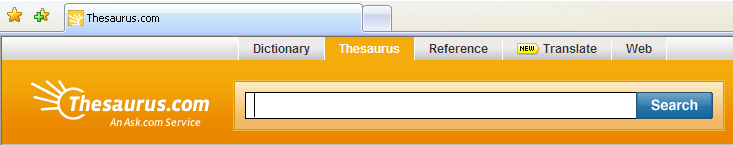 Thesaurus.com
Dictionary Thesaurus Reference NEW Translate Web
Thesaurus.com
An Ask.com Service
Search